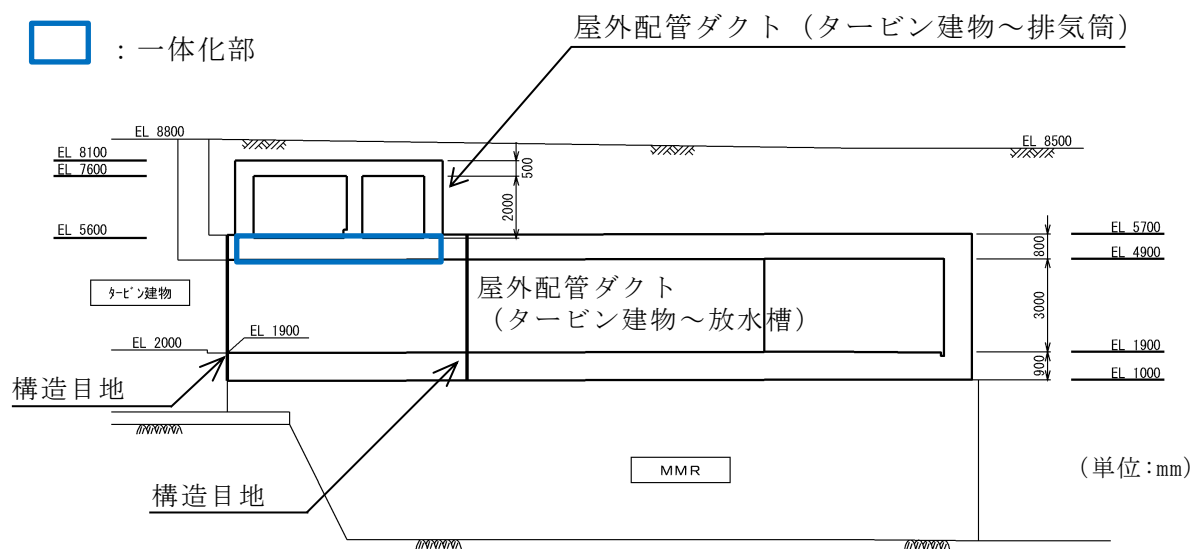 ：一体化部
屋外配管ダクト（タービン建物～排気筒）
EL 8800
EL 8500
EL 8100
EL 7600
500
2000
EL 5600
EL 5700
800
EL 4900
タービン建物
屋外配管ダクト
（タービン建物～放水槽）
3000
EL 1900
EL 2000
EL 1900
900
EL 1000
構造目地
構造目地
MMR
（単位：mm）